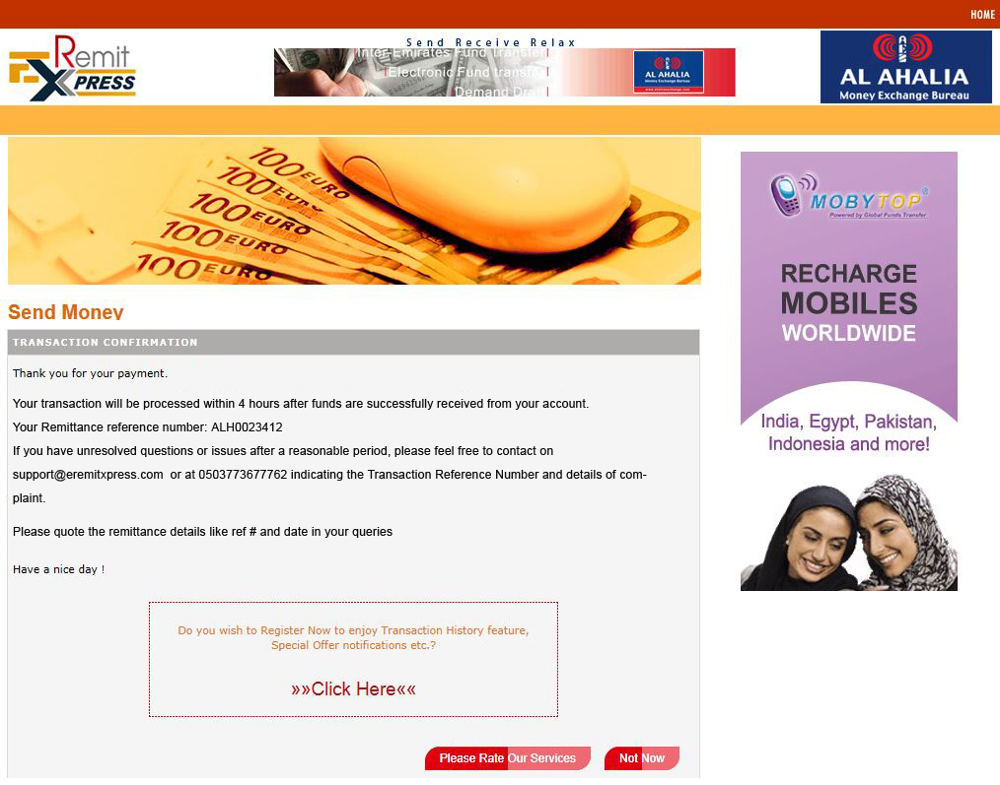 HOME
Remit
EXPRESS
Send Receive Relax
Inter-Emirates Fund Transfer
Electronic Fund transfer
Demand Draft
AL AHALIA
Money Exchange Bureau
www.ahaliaexchange.com
AL AHALIA
Money Exchange Bureau
100 EURO
100 EURO
100 EURO
100 EURO
100 EURO
MOBYTOP®
Powered by Global Funds Transfer
RECHARGE
MOBILES
WORLDWIDE
India, Egypt, Pakistan,
Indonesia and more!
Send Money
TRANSACTION CONFIRMATION
Thank you for your payment.
Your transaction will be processed within 4 hours after funds are successfully received from your account.
Your Remittance reference number: ALH0023412
If you have unresolved questions or issues after a reasonable period, please feel free to contact on
support@eremitxpress.com or at 0503773677762 indicating the Transaction Reference Number and details of com-
plaint.
Please quote the remittance details like ref # and date in your queries
Have a nice day !
Do you wish to Register Now to enjoy Transaction History feature,
Special Offer notifications etc.?
»»Click Here««
Please Rate Our Services
Not Now